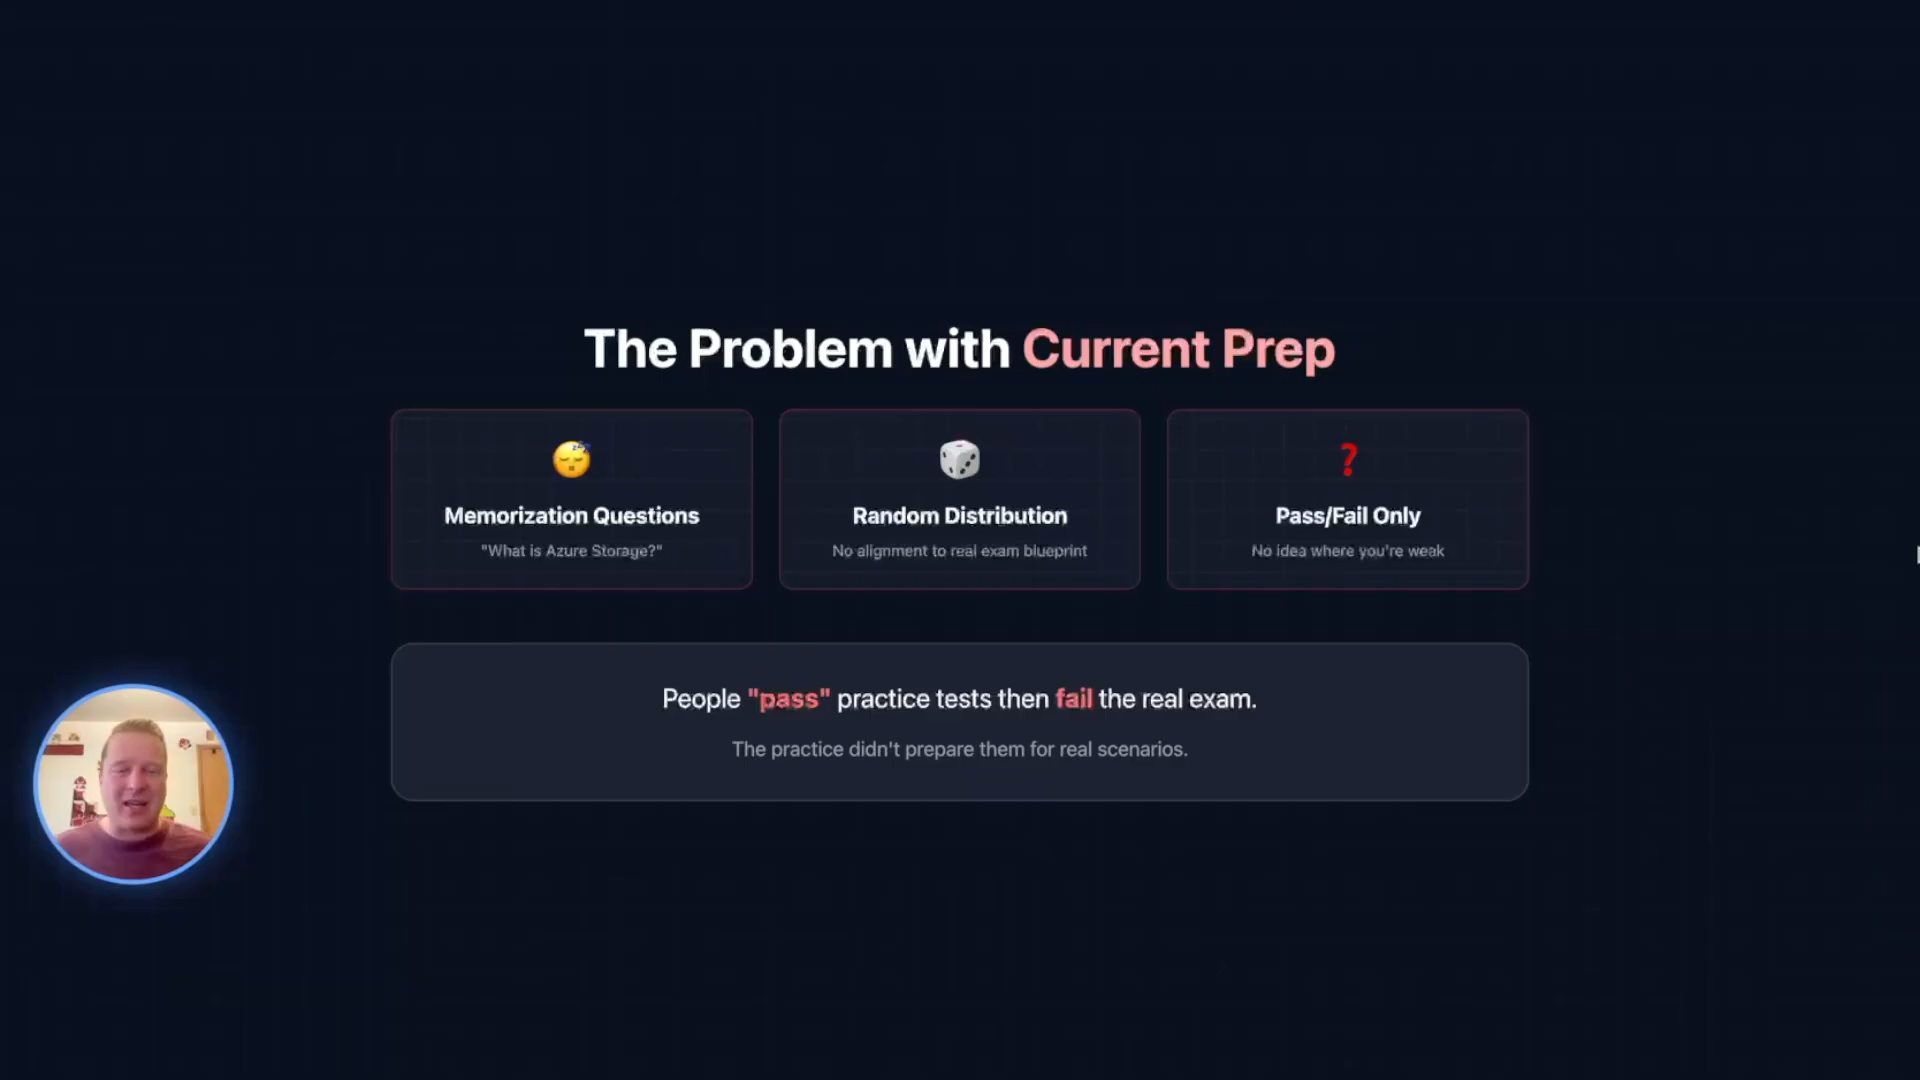 The Problem with Current Prep
Memorization Questions
"What is Azure Storage?"
Random Distribution
No alignment to real exam blueprint
Pass/Fail Only
No idea where you're weak
People "pass" practice tests then fail the real exam.
The practice didn't prepare them for real scenarios.